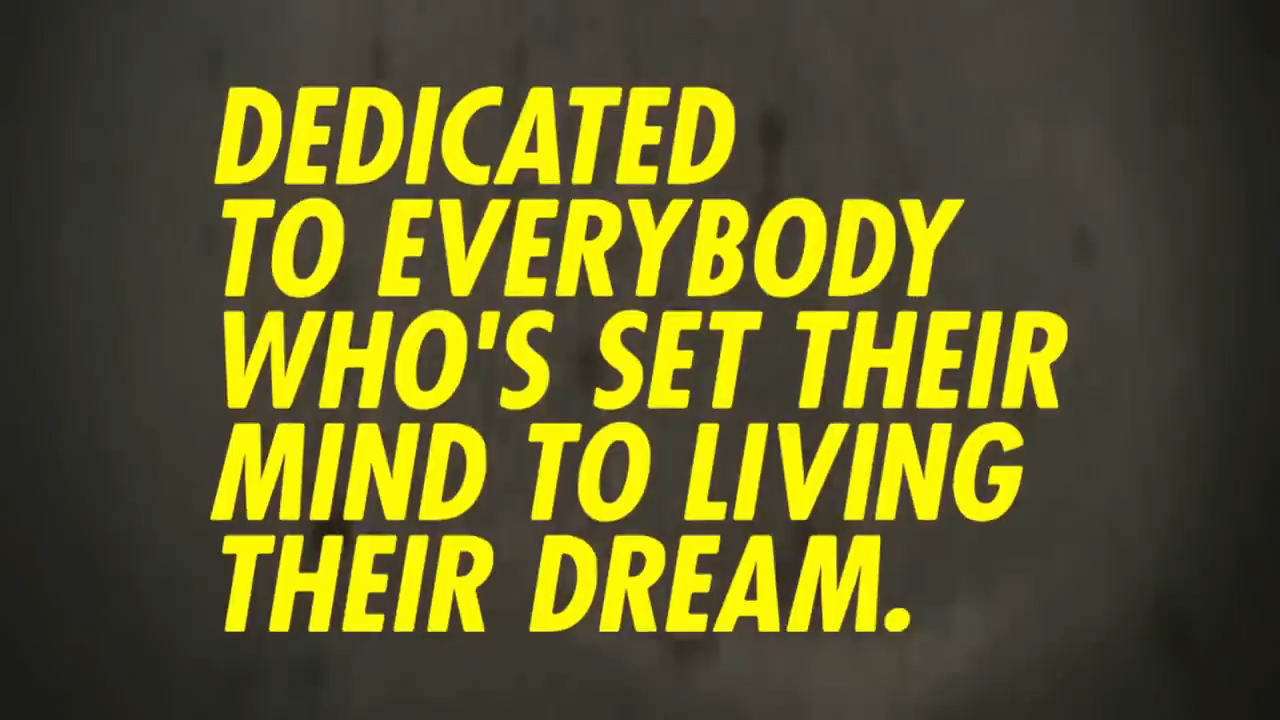 DEDICATED
TO EVERYBODY
WHO'S SET THEIR
MIND TO LIVING
THEIR DREAM.